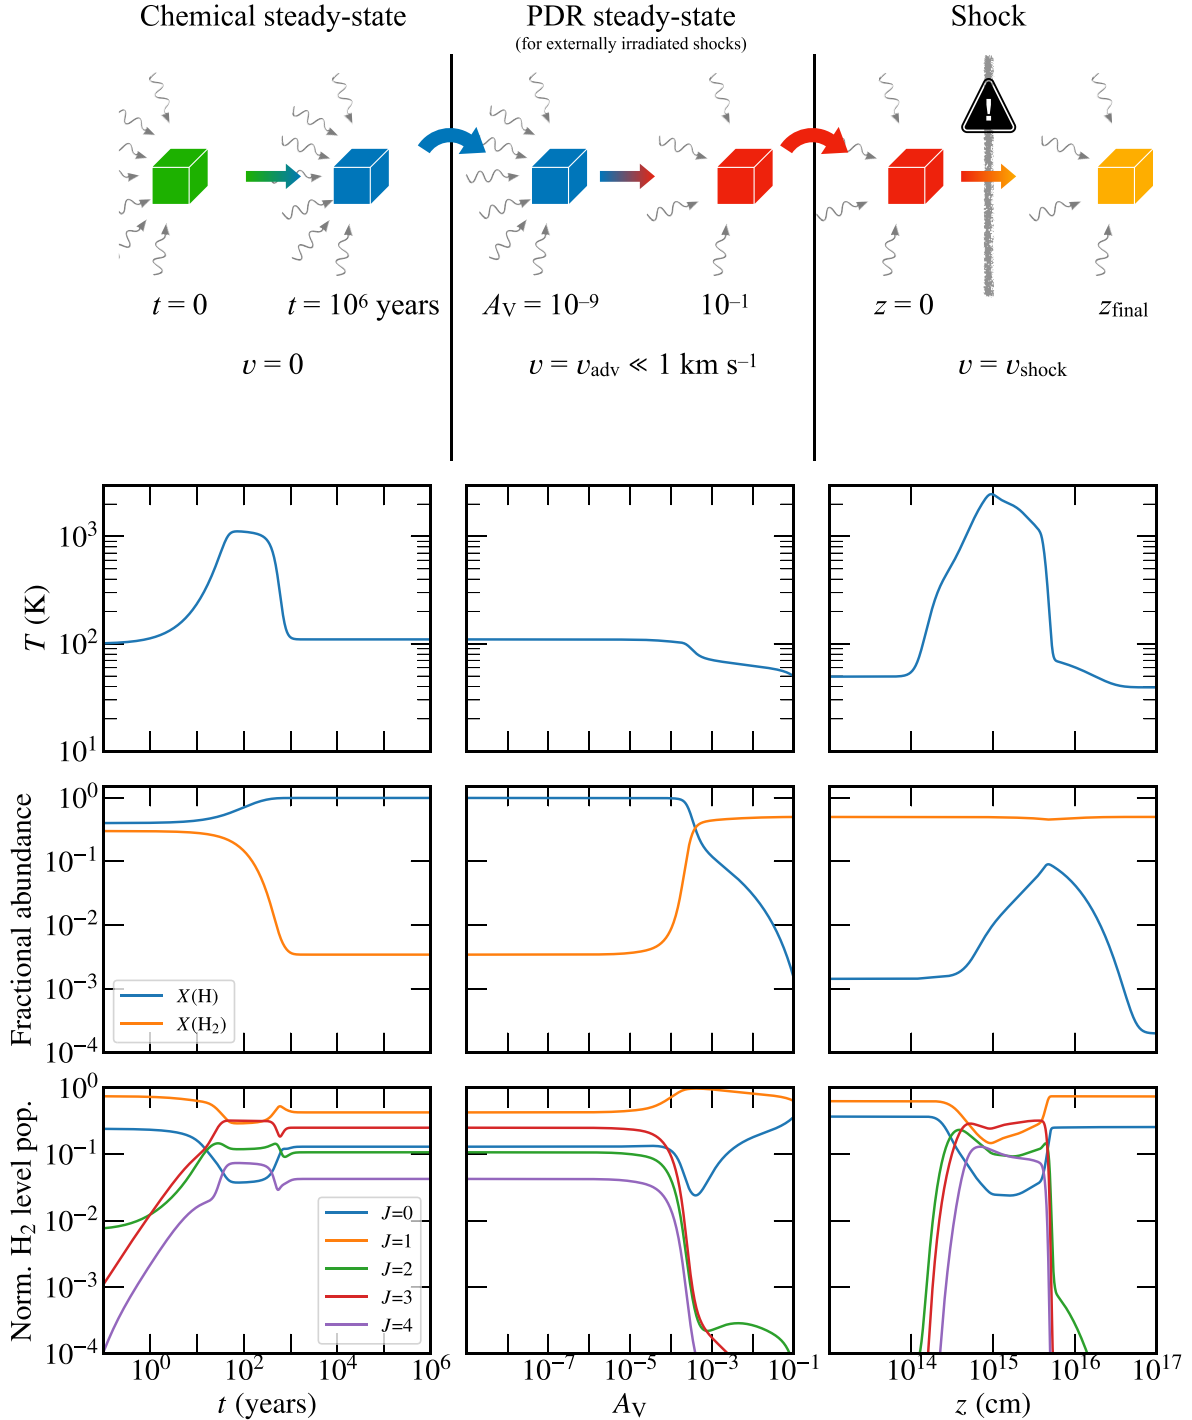 Chemical steady-state
PDR steady-state
(for externally irradiated shocks)
Shock
!
t = 0
t = 10⁶ years
A_V = 10⁻⁹
10⁻¹
z = 0
z_final
v = 0
v = v_adv ≪ 1 km s⁻¹
v = v_shock
T (K)
10³
10²
10¹
Fractional abundance
10⁰
10⁻¹
10⁻²
10⁻³
10⁻⁴
X(H)
X(H₂)
Norm. H₂ level pop.
10⁰
10⁻¹
10⁻²
10⁻³
10⁻⁴
J=0
J=1
J=2
J=3
J=4
10⁰ 10² 10⁴ 10⁶
t (years)
10⁻⁷ 10⁻⁵ 10⁻³ 10⁻¹
A_V
10¹⁴ 10¹⁵ 10¹⁶ 10¹⁷
z (cm)